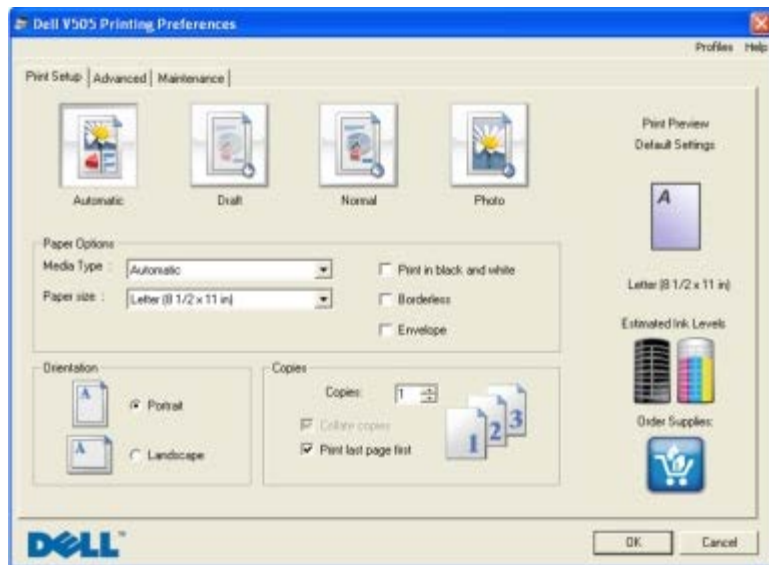 Dell V505 Printing Preferences
Profiles Help
Print Setup Advanced Maintenance
Automatic
Draft
Normal
Photo
Print Preview
Default Settings
A
Letter (8 1/2 x 11 in)
Paper Options
Media Type : Automatic
Paper size : Letter (8 1/2 x 11 in)
Print in black and white
Borderless
Envelope
Estimated Ink Levels
Orientation
A
Portrait
A
Landscape
Copies
Copies: 1
Collate copies
Print last page first
1 2 3
Order Supplies:
DELL™
OK Cancel